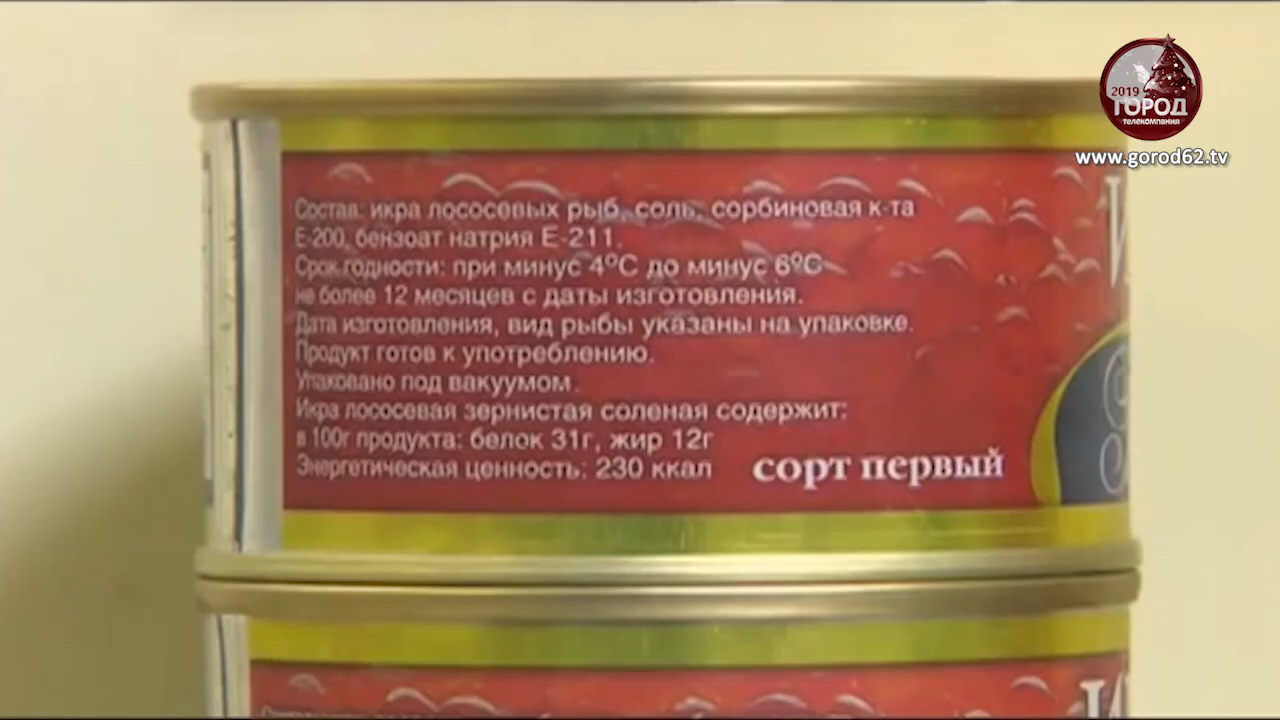 2019
ГОРОД
телекомпания
www.gorod62.tv
Состав: икра лососевых рыб, соль, сорбиновая к-та
Е-200, бензоат натрия Е-211.
Срок годности: при минус 4ºС до минус 6ºС
не более 12 месяцев с даты изготовления.
Дата изготовления, вид рыбы указаны на упаковке.
Продукт готов к употреблению.
Упаковано под вакуумом.
Икра лососевая зернистая соленая содержит:
в 100г продукта: белок 31г, жир 12г
Энергетическая ценность: 230 ккал
сорт первый